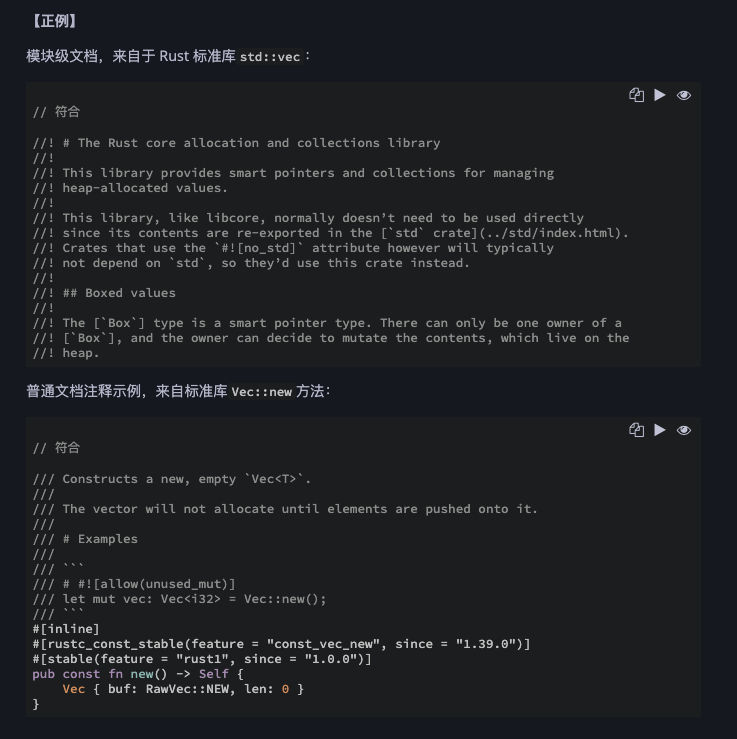 【正例】
模块级文档，来自于 Rust 标准库 std::vec：
// 符合
//! # The Rust core allocation and collections library
//!
//! This library provides smart pointers and collections for managing
//! heap-allocated values.
//!
//! This library, like libcore, normally doesn’t need to be used directly
//! since its contents are re-exported in the [`std` crate](../std/index.html).
//! Crates that use the `#![no_std]` attribute however will typically
//! not depend on `std`, so they’d use this crate instead.
//!
//! ## Boxed values
//!
//! The [`Box`] type is a smart pointer type. There can only be one owner of a
//! [`Box`], and the owner can decide to mutate the contents, which live on the
//! heap.
普通文档注释示例，来自标准库 Vec::new 方法：
// 符合
/// Constructs a new, empty `Vec<T>`.
///
/// The vector will not allocate until elements are pushed onto it.
///
/// # Examples
///
/// ```
/// # #![allow(unused_mut)]
/// let mut vec: Vec<i32> = Vec::new();
/// ```
#[inline]
#[rustc_const_stable(feature = "const_vec_new", since = "1.39.0")]
#[stable(feature = "rust1", since = "1.0.0")]
pub const fn new() -> Self {
    Vec { buf: RawVec::NEW, len: 0 }
}